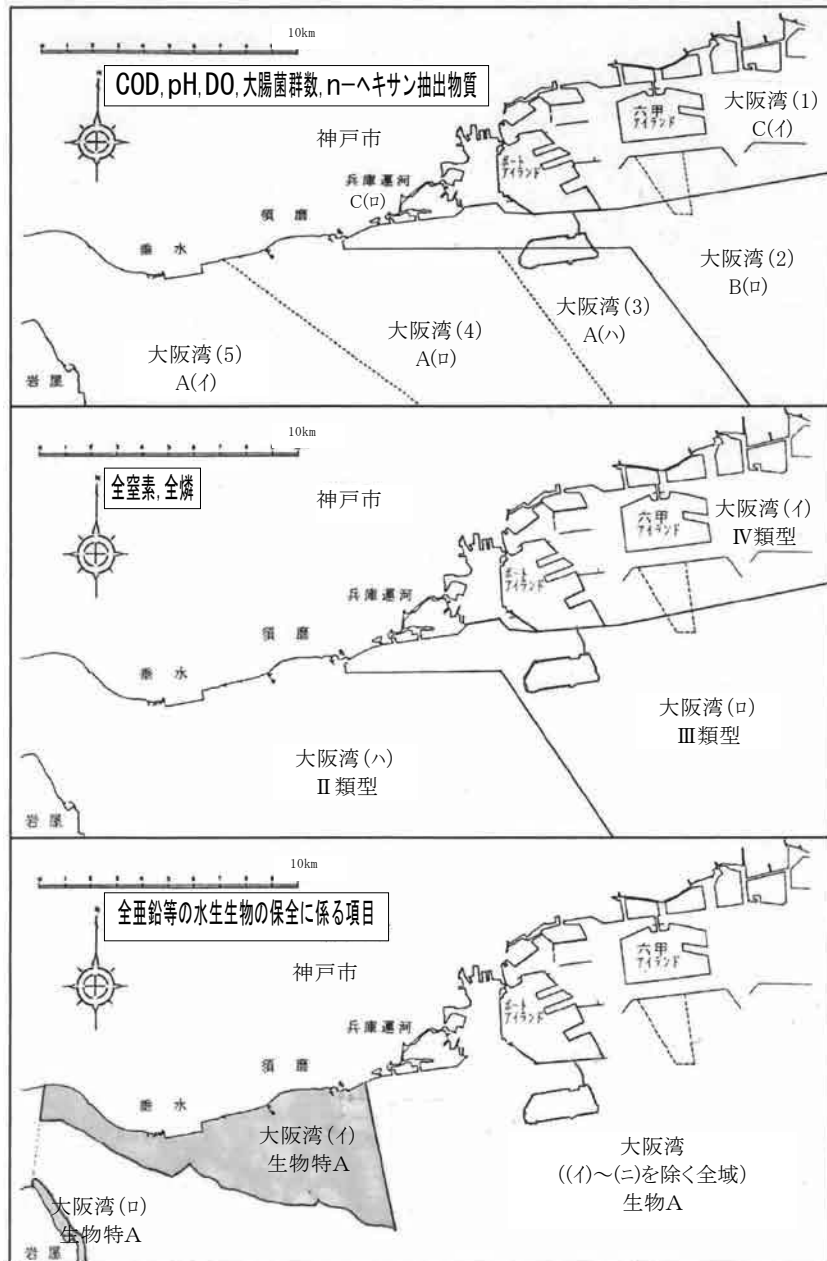 10km
COD,pH,DO,大腸菌群数,n－ヘキサン抽出物質
神戸市
大阪湾(1)
C(イ)
六甲
アイランド
ポート
アイランド
兵庫運河
C(ロ)
須磨
垂水
大阪湾(2)
B(ロ)
大阪湾(3)
A(ハ)
大阪湾(4)
A(ロ)
大阪湾(5)
A(イ)
岩屋
10km
全窒素,全燐
神戸市
大阪湾(イ)
Ⅳ類型
六甲
アイランド
ポート
アイランド
兵庫運河
須磨
垂水
大阪湾(ロ)
Ⅲ類型
大阪湾(ハ)
Ⅱ類型
岩屋
10km
全亜鉛等の水生生物の保全に係る項目
神戸市
六甲
アイランド
ポート
アイランド
兵庫運河
須磨
垂水
大阪湾(イ)
生物特A
大阪湾
((イ)～(ニ)を除く全域)
生物A
大阪湾(ロ)
生物特A
岩屋